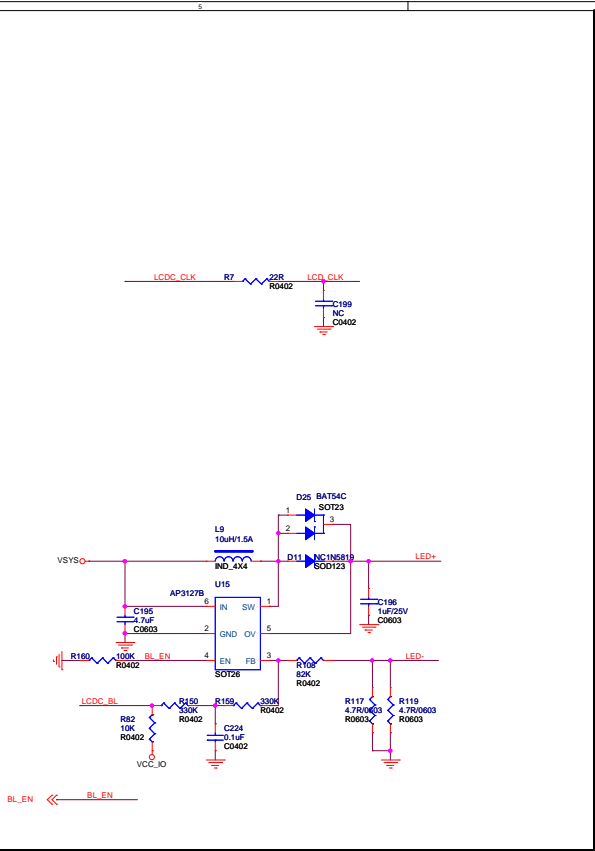 5
LCDC_CLK R7 22R LCD_CLK
R0402
C199
NC
C0402
D25 BAT54C
SOT23
1
3
2
L9
10uH/1.5A
VSYS IND_4X4 D11 NC1N5819 LED+
SOD123
U15
AP3127B
6 IN SW 1
C195
4.7uF
C0603
C196
1uF/25V
C0603
2 GND OV 5
R160 100K BL_EN 4 EN FB 3 LED-
R0402
SOT26
R108
82K
R0402
LCDC_BL R150 R159 330K
330K
R0402
R0402
R117 R119
4.7R/0603 4.7R/0603
R0603 R0603
R82
10K
R0402
C224
0.1uF
C0402
VCC_IO
BL_EN BL_EN